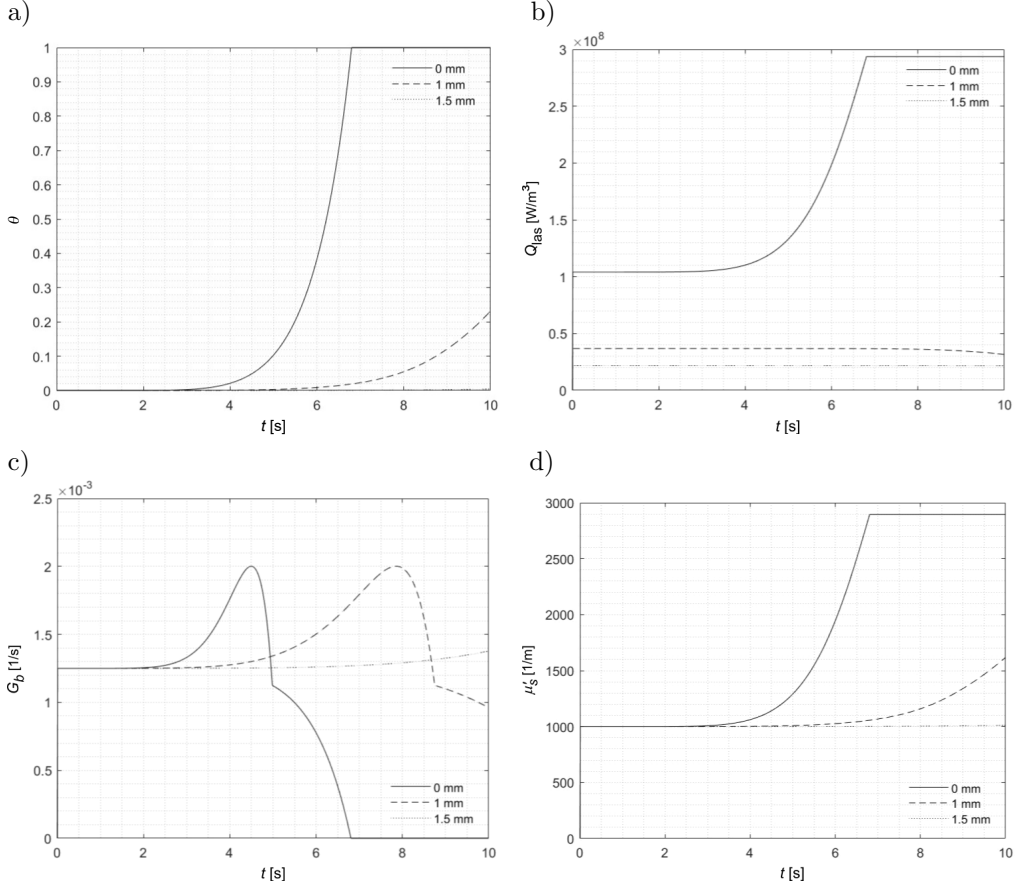 a)
1
0.9
0.8
0.7
0.6
0.5
0.4
0.3
0.2
0.1
0
θ
0 mm
1 mm
1.5 mm
0 2 4 6 8 10
t [s]
b)
×10⁸
3
2.5
2
1.5
1
0.5
0
Q_las [W/m³]
0 mm
1 mm
1.5 mm
0 2 4 6 8 10
t [s]
c)
×10⁻³
2.5
2
1.5
1
0.5
0
G_b [1/s]
0 mm
1 mm
1.5 mm
0 2 4 6 8 10
t [s]
d)
3000
2500
2000
1500
1000
500
0
μ′_s [1/m]
0 mm
1 mm
1.5 mm
0 2 4 6 8 10
t [s]